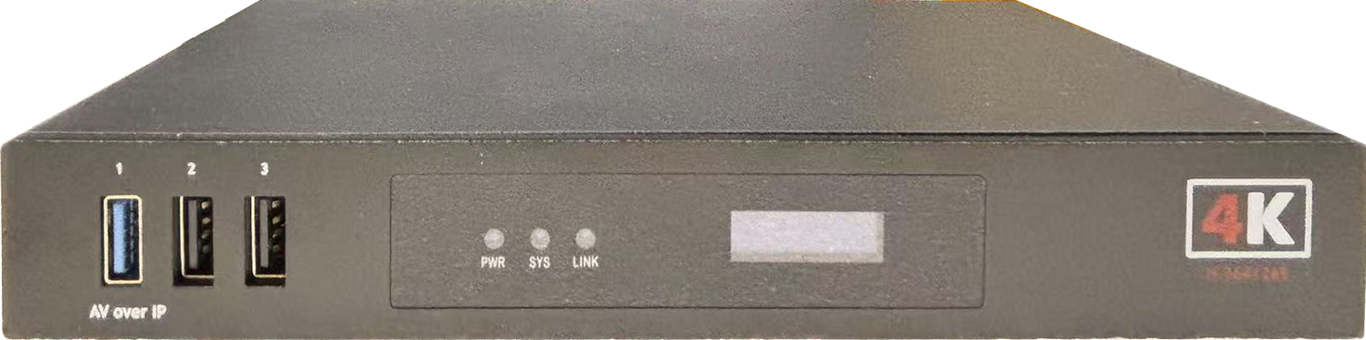 1 2 3
PWR SYS LINK
AV over IP
4K